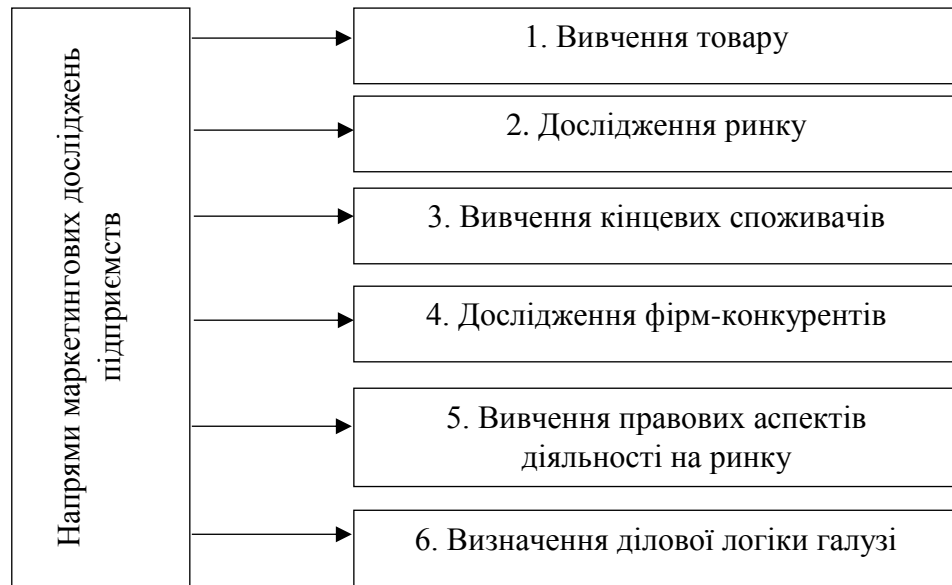 Напрями маркетингових досліджень
підприємств
1. Вивчення товару
2. Дослідження ринку
3. Вивчення кінцевих споживачів
4. Дослідження фірм-конкурентів
5. Вивчення правових аспектів
діяльності на ринку
6. Визначення ділової логіки галузі